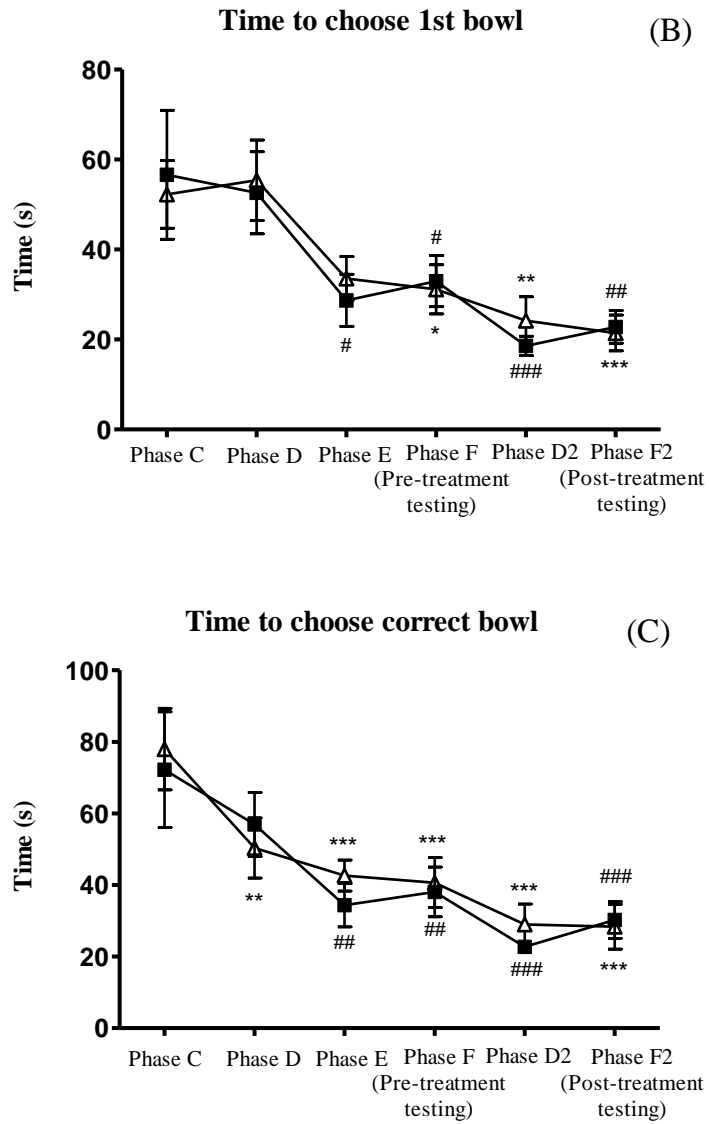 Time to choose 1st bowl
(B)
80
60
40
20
0
Time (s)
#
#
*
**
###
##
***
Phase C
Phase D
Phase E
Phase F
(Pre-treatment
testing)
Phase D2
Phase F2
(Post-treatment
testing)
Time to choose correct bowl
(C)
100
80
60
40
20
0
Time (s)
**
***
##
***
##
***
###
###
***
Phase C
Phase D
Phase E
Phase F
(Pre-treatment
testing)
Phase D2
Phase F2
(Post-treatment
testing)